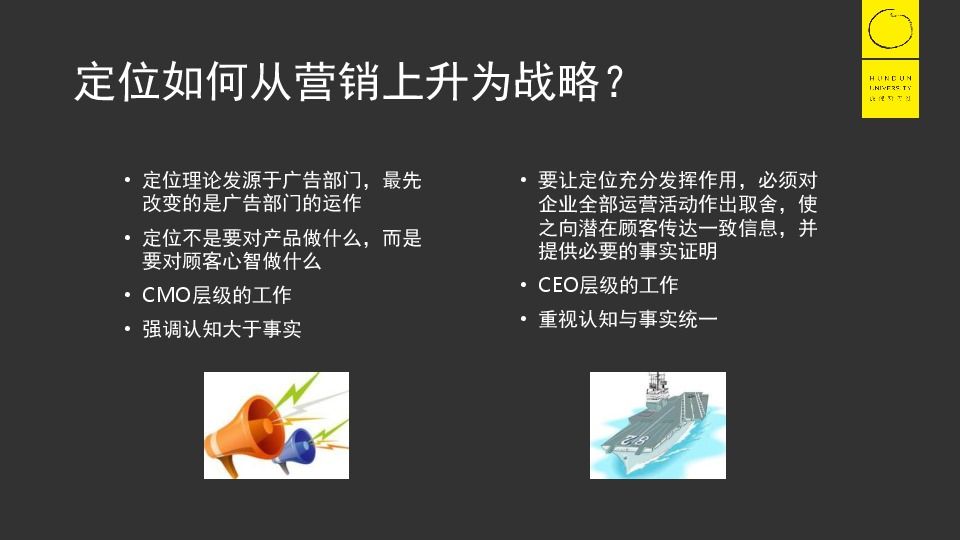 定位如何从营销上升为战略？
HUNDUN
UNIVERSITY
• 定位理论发源于广告部门，最先
改变的是广告部门的运作
• 定位不是要对产品做什么，而是
要对顾客心智做什么
• CMO层级的工作
• 强调认知大于事实
• 要让定位充分发挥作用，必须对
企业全部运营活动作出取舍，使
之向潜在顾客传达一致信息，并
提供必要的事实证明
• CEO层级的工作
• 重视认知与事实统一